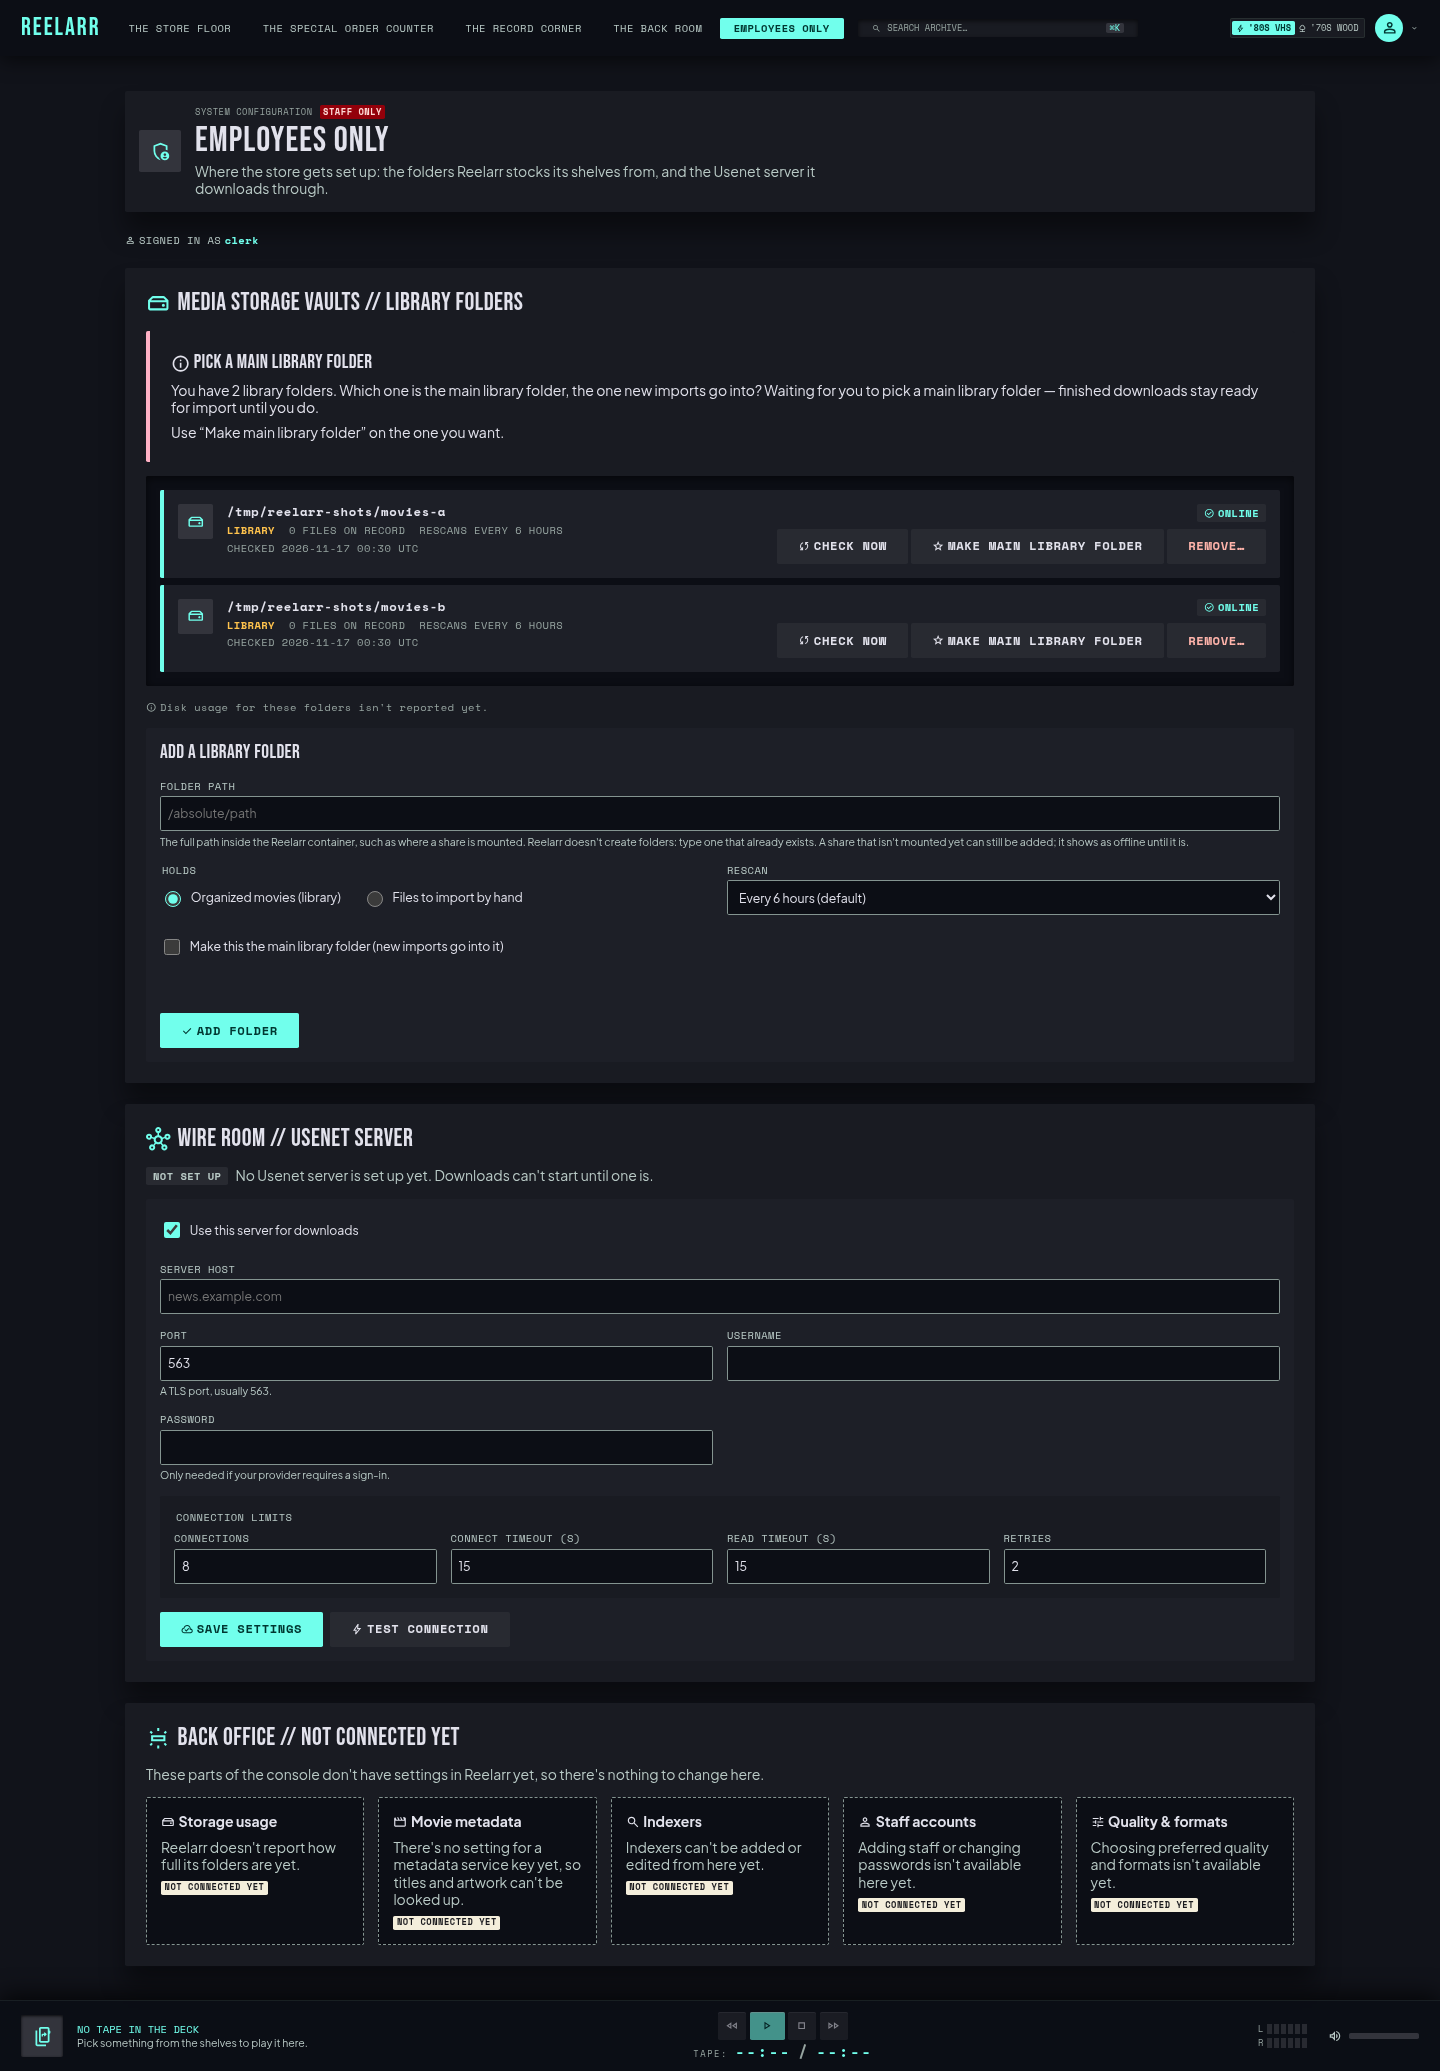 REELARR
THE STORE FLOOR
THE SPECIAL ORDER COUNTER
THE RECORD CORNER
THE BACK ROOM
EMPLOYEES ONLY
SEARCH ARCHIVE…
⌘K
'80S VHS
'70S WOOD
SYSTEM CONFIGURATION STAFF ONLY
EMPLOYEES ONLY
Where the store gets set up: the folders Reelarr stocks its shelves from, and the Usenet server it
downloads through.
SIGNED IN AS clerk
MEDIA STORAGE VAULTS // LIBRARY FOLDERS
PICK A MAIN LIBRARY FOLDER
You have 2 library folders. Which one is the main library folder, the one new imports go into? Waiting for you to pick a main library folder — finished downloads stay ready
for import until you do.
Use “Make main library folder” on the one you want.
/tmp/reelarr-shots/movies-a
ONLINE
LIBRARY 0 FILES ON RECORD RESCANS EVERY 6 HOURS
CHECKED 2026-11-17 00:30 UTC
CHECK NOW
MAKE MAIN LIBRARY FOLDER
REMOVE…
/tmp/reelarr-shots/movies-b
ONLINE
LIBRARY 0 FILES ON RECORD RESCANS EVERY 6 HOURS
CHECKED 2026-11-17 00:30 UTC
CHECK NOW
MAKE MAIN LIBRARY FOLDER
REMOVE…
Disk usage for these folders isn't reported yet.
ADD A LIBRARY FOLDER
FOLDER PATH
/absolute/path
The full path inside the Reelarr container, such as where a share is mounted. Reelarr doesn't create folders: type one that already exists. A share that isn't mounted yet can still be added; it shows as offline until it is.
HOLDS
RESCAN
Organized movies (library)
Files to import by hand
Every 6 hours (default)
Make this the main library folder (new imports go into it)
ADD FOLDER
WIRE ROOM // USENET SERVER
NOT SET UP
No Usenet server is set up yet. Downloads can't start until one is.
Use this server for downloads
SERVER HOST
news.example.com
PORT
USERNAME
563
A TLS port, usually 563.
PASSWORD
Only needed if your provider requires a sign-in.
CONNECTION LIMITS
CONNECTIONS
CONNECT TIMEOUT (S)
READ TIMEOUT (S)
RETRIES
8
15
15
2
SAVE SETTINGS
TEST CONNECTION
BACK OFFICE // NOT CONNECTED YET
These parts of the console don't have settings in Reelarr yet, so there's nothing to change here.
Storage usage
Reelarr doesn't report how
full its folders are yet.
NOT CONNECTED YET
Movie metadata
There's no setting for a
metadata service key yet, so
titles and artwork can't be
looked up.
NOT CONNECTED YET
Indexers
Indexers can't be added or
edited from here yet.
NOT CONNECTED YET
Staff accounts
Adding staff or changing
passwords isn't available
here yet.
NOT CONNECTED YET
Quality & formats
Choosing preferred quality
and formats isn't available
yet.
NOT CONNECTED YET
NO TAPE IN THE DECK
Pick something from the shelves to play it here.
TAPE: --:-- / --:--
L
R